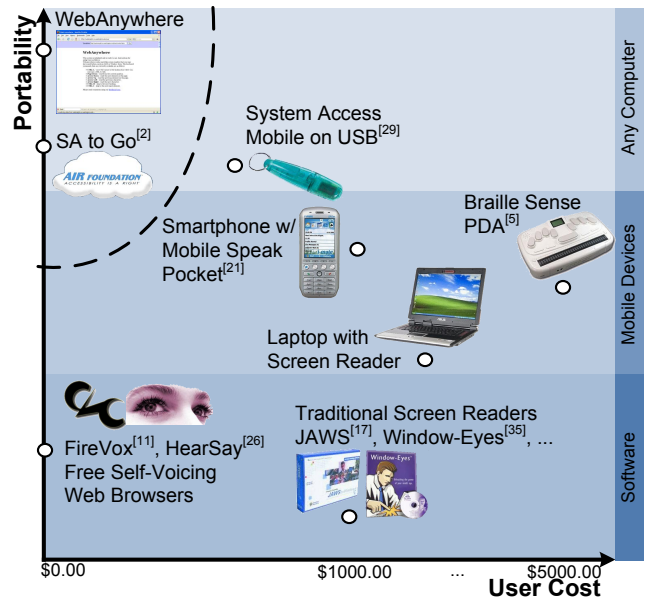 Portability
WebAnywhere
WebAnywhere
SA to Go[2]
AIR FOUNDATION
ACCESSIBILITY IS A RIGHT
System Access
Mobile on USB[29]
Any Computer
Smartphone w/
Mobile Speak
Pocket[21]
Braille Sense
PDA[5]
Laptop with
Screen Reader
Mobile Devices
FireVox[11], HearSay[26]
Free Self-Voicing
Web Browsers
Traditional Screen Readers
JAWS[17], Window-Eyes[35], ...
Window-Eyes
Software
$0.00
$1000.00
...
$5000.00
User Cost